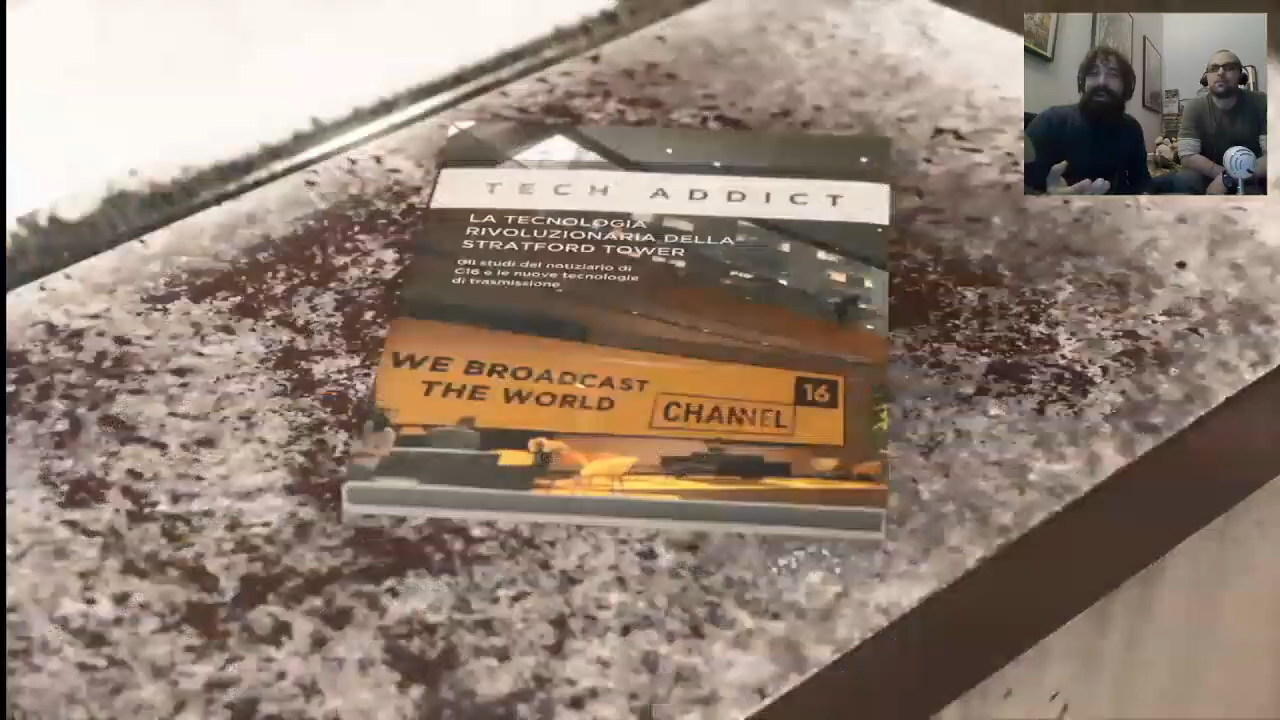 TECH ADDICT
LA TECNOLOGIA
RIVOLUZIONARIA DELLA
STRATFORD TOWER
Gli studi del notiziario di
C16 e le nuove tecnologie
di trasmissione
WE BROADCAST
THE WORLD
CHANNEL
16